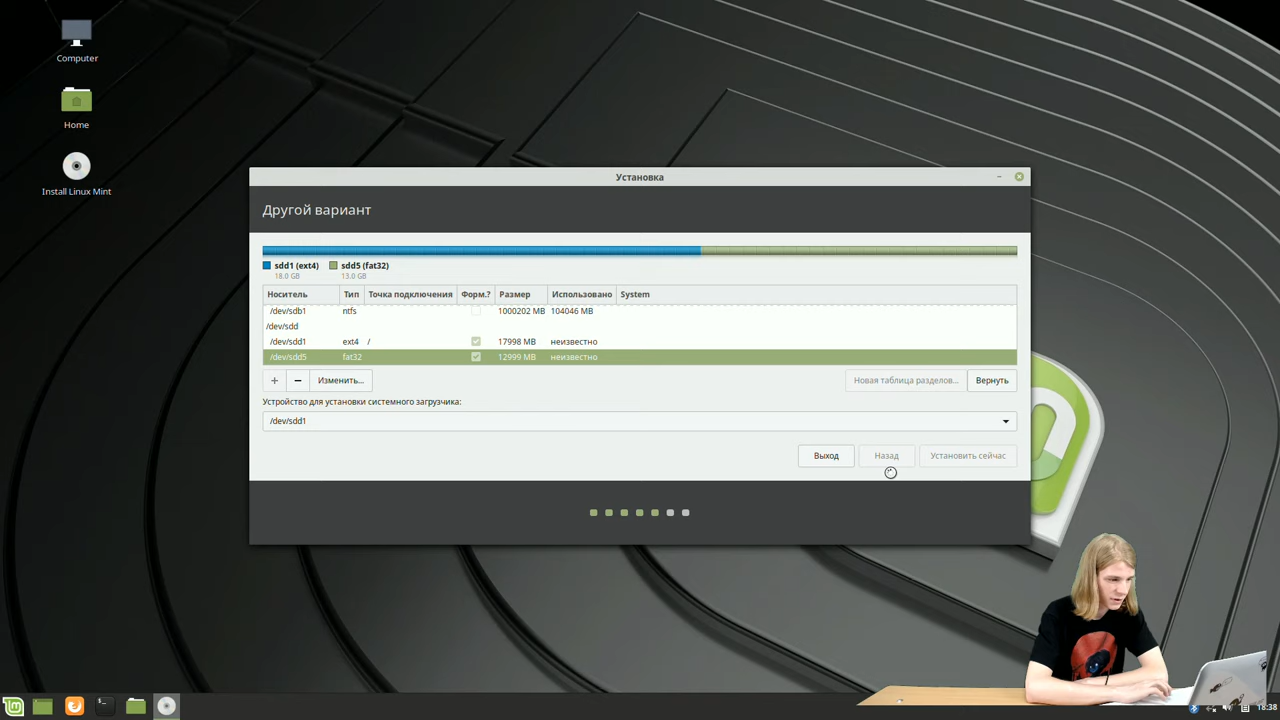 Computer
Home
Install Linux Mint
Установка
Другой вариант
sdd1 (ext4) sdd5 (fat32)
18.0 GB 13.0 GB
Носитель Тип Точка подключения Форм.? Размер Использовано System
/dev/sdb1 ntfs 1000202 MB 104046 MB
/dev/sdd
/dev/sdd1 ext4 / 17998 MB неизвестно
/dev/sdd5 fat32 12999 MB неизвестно
+ − Изменить... Новая таблица разделов... Вернуть
Устройство для установки системного загрузчика:
/dev/sdd1
Выход Назад Установить сейчас
18:38